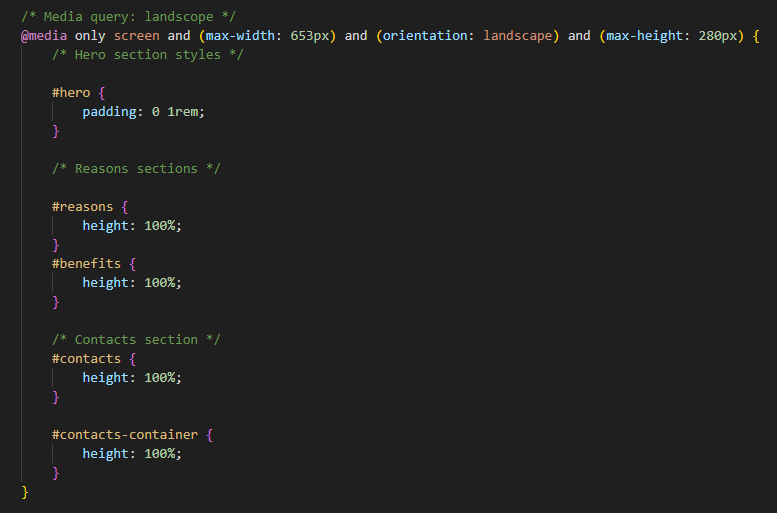 /* Media query: landscope */
@media only screen and (max-width: 653px) and (orientation: landscape) and (max-height: 280px) {
/* Hero section styles */
#hero {
padding: 0 1rem;
}
/* Reasons sections */
#reasons {
height: 100%;
}
#benefits {
height: 100%;
}
/* Contacts section */
#contacts {
height: 100%;
}
#contacts-container {
height: 100%;
}
}